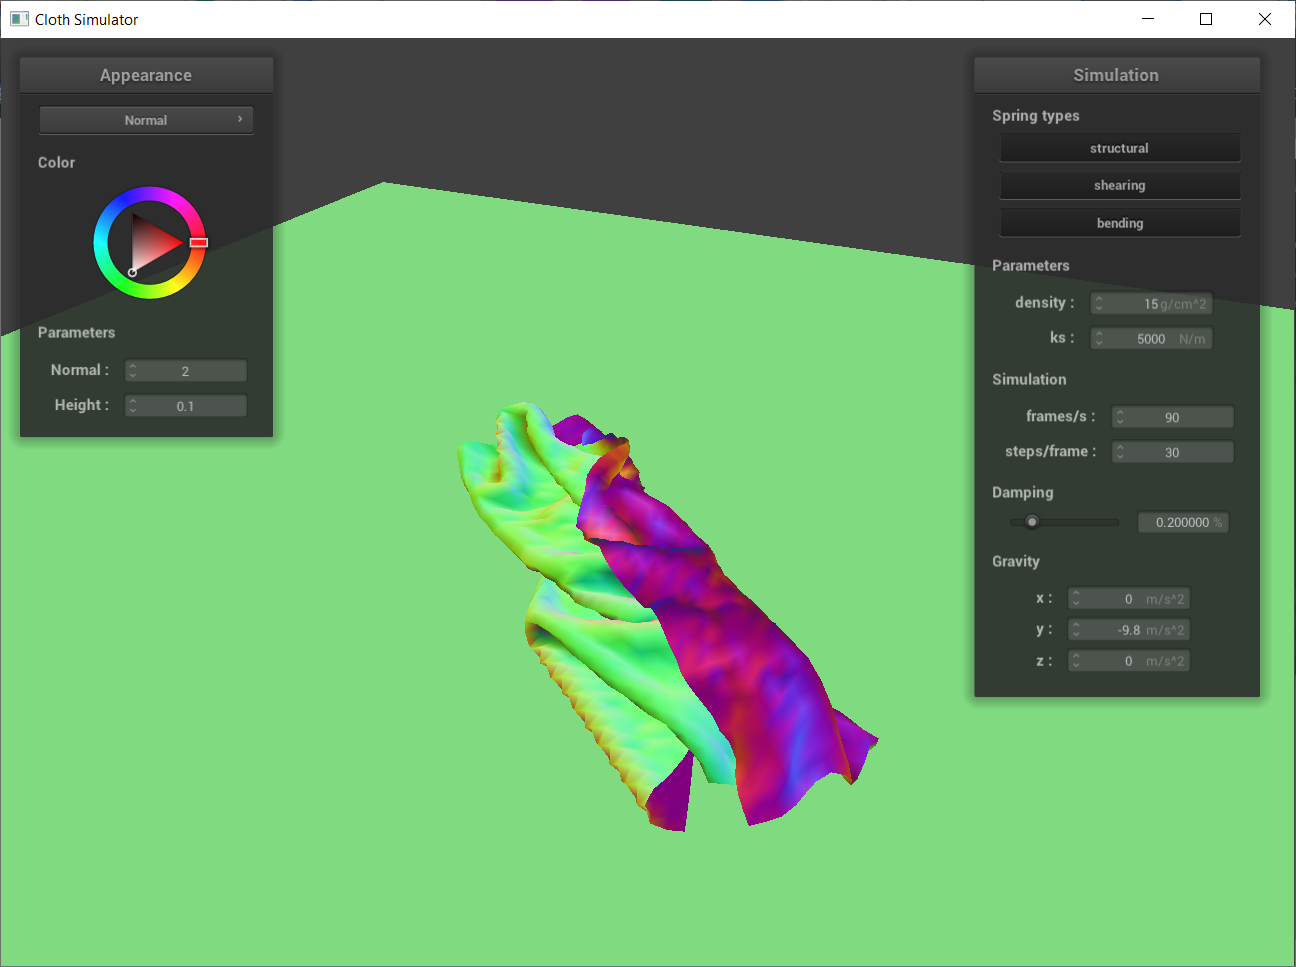 Cloth Simulator
Appearance
Normal
Color
Parameters
Normal :
2
Height :
0.1
Simulation
Spring types
structural
shearing
bending
Parameters
density :
15 g/cm^2
ks :
5000 N/m
Simulation
frames/s :
90
steps/frame :
30
Damping
0.200000 %
Gravity
x :
0 m/s^2
y :
-9.8 m/s^2
z :
0 m/s^2